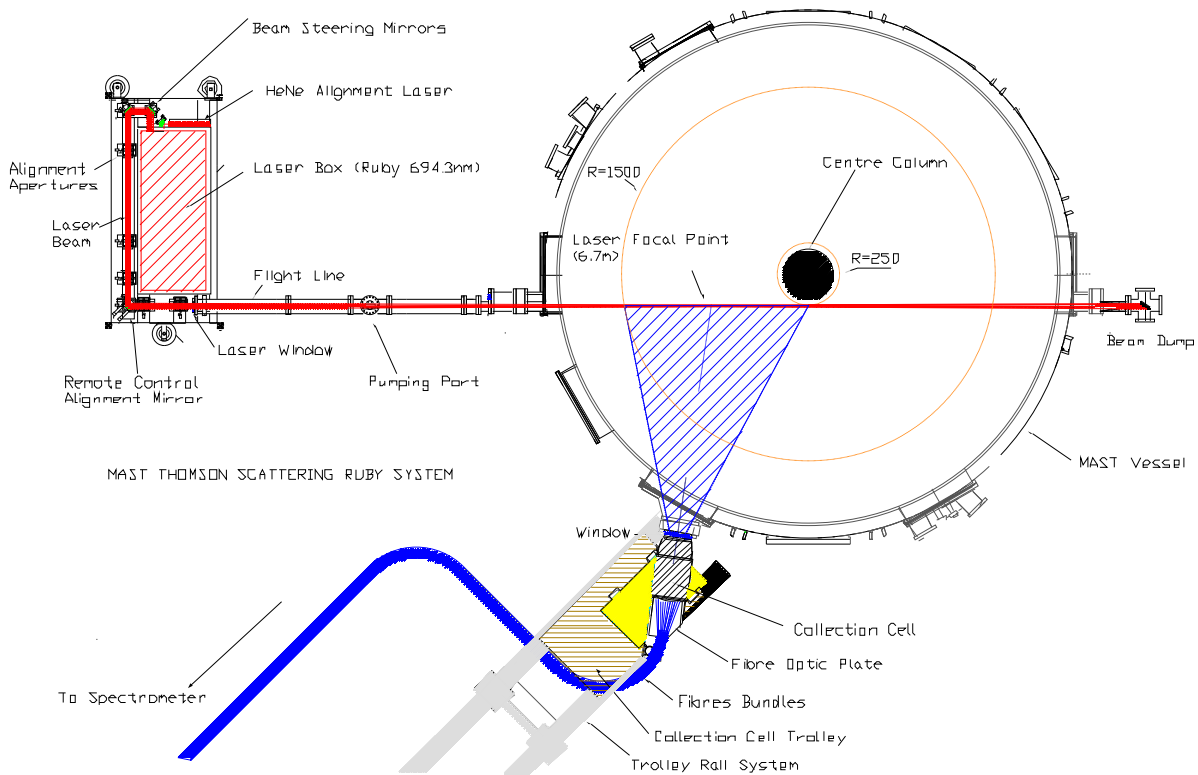 Beam Steering Mirrors
HeNe Alignment Laser
Alignment
Apertures
Laser Box (Ruby 694.3nm)
Laser
Beam
Flight Line
Laser Window
Remote Control
Alignment Mirror
Pumping Port
R=1500
Centre Column
Laser Focal Point
(6.7m)
R=250
Beam Dump
MAST Vessel
MAST THOMSON SCATTERING RUBY SYSTEM
Window
Collection Cell
Fibre Optic Plate
To Spectrometer
Fibres Bundles
Collection Cell Trolley
Trolley Rail System